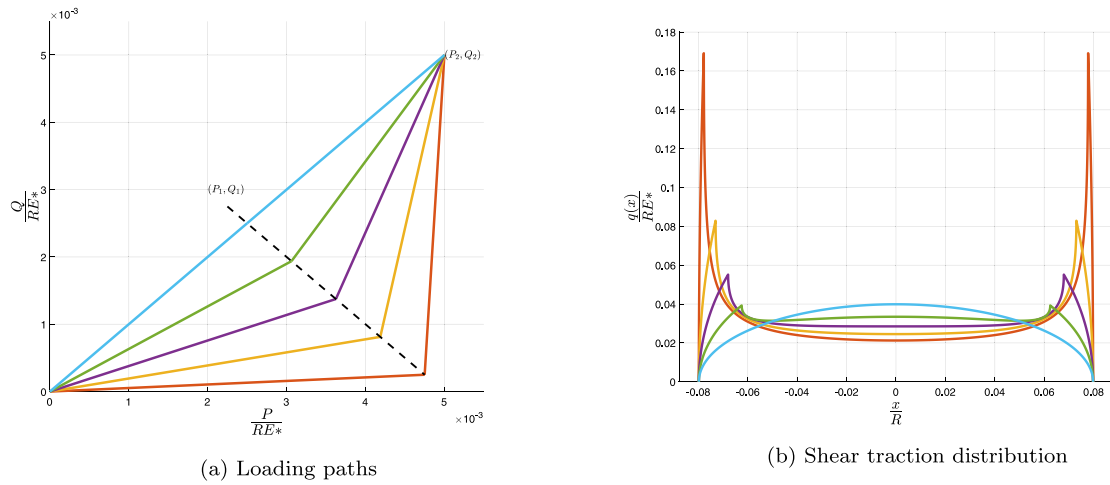 ×10⁻³
5
4
3
2
1
0
Q
RE*
(P₂,Q₂)
(P₁,Q₁)
0 1 2 3 4 5
P
RE*
×10⁻³
(a) Loading paths
0.18
0.16
0.14
0.12
0.1
0.08
0.06
0.04
0.02
0
q(x)
RE*
-0.08 -0.06 -0.04 -0.02 0 0.02 0.04 0.06 0.08
x
R
(b) Shear traction distribution